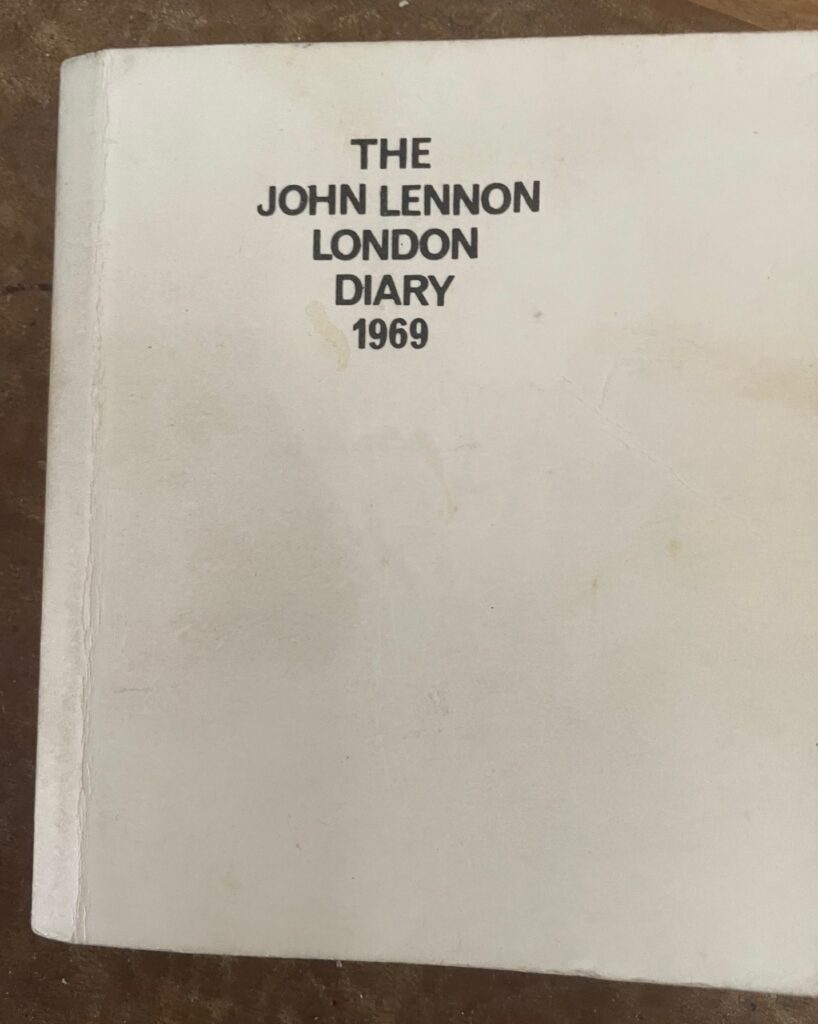 THE
JOHN LENNON
LONDON
DIARY
1969